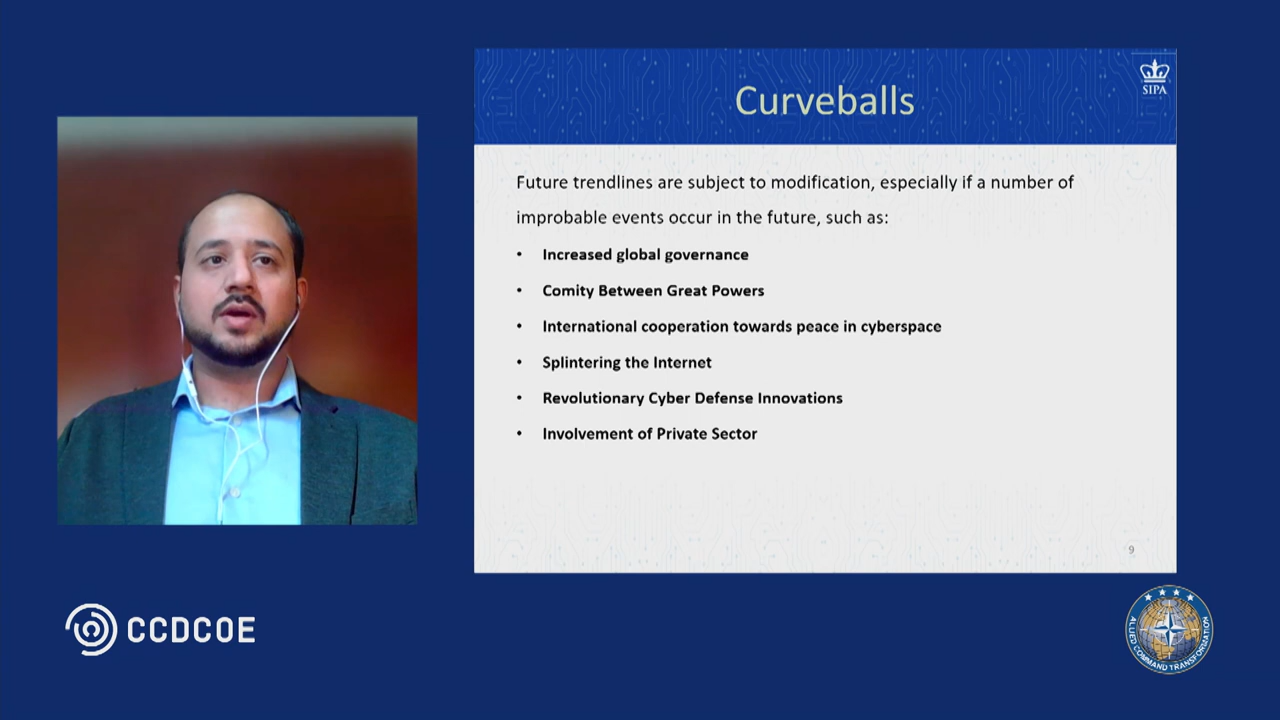 SIPA
Curveballs
Future trendlines are subject to modification, especially if a number of
improbable events occur in the future, such as:
• Increased global governance
• Comity Between Great Powers
• International cooperation towards peace in cyberspace
• Splintering the Internet
• Revolutionary Cyber Defense Innovations
• Involvement of Private Sector
9
CCDCOE
ALLIED COMMAND TRANSFORMATION